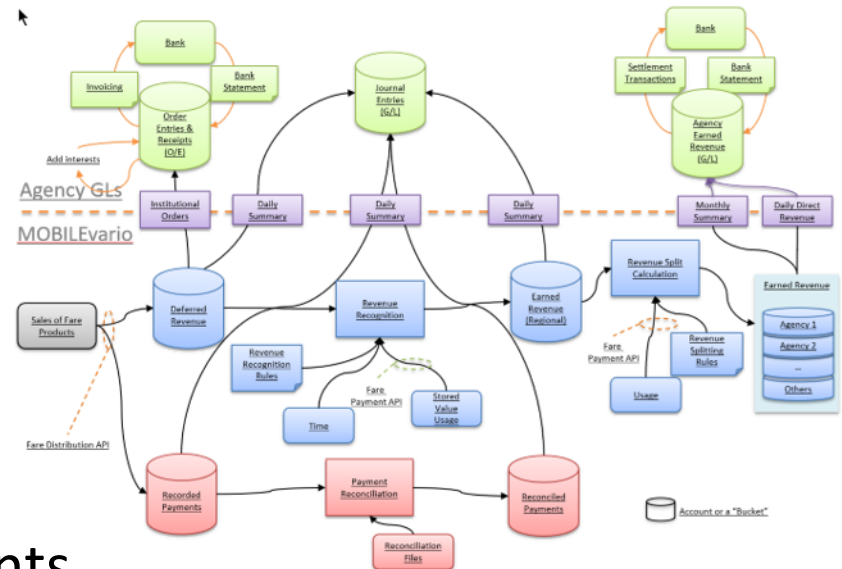 Bank
Invoicing
Bank
Statement
Order
Entries &
Receipts
(O/E)
Add interests
Journal
Entries
(G/L)
Bank
Settlement
Transactions
Bank
Statement
Agency
Earned
Revenue
(G/L)
Agency GLs
Institutional
Orders
Daily
Summary
Daily
Summary
Daily
Summary
Monthly
Summary
Daily Direct
Revenue
MOBILEvario
Sales of Fare
Products
Deferred
Revenue
Revenue
Recognition
Earned
Revenue
(Regional)
Revenue Split
Calculation
Earned Revenue
Agency 1
Agency 2
...
Others
Revenue
Recognition
Rules
Time
Fare
Payment API
Stored
Value
Usage
Fare
Payment API
Usage
Revenue
Splitting
Rules
Fare Distribution API
Recorded
Payments
Payment
Reconciliation
Reconciled
Payments
Reconciliation
Files
Account or a "Bucket"
nts